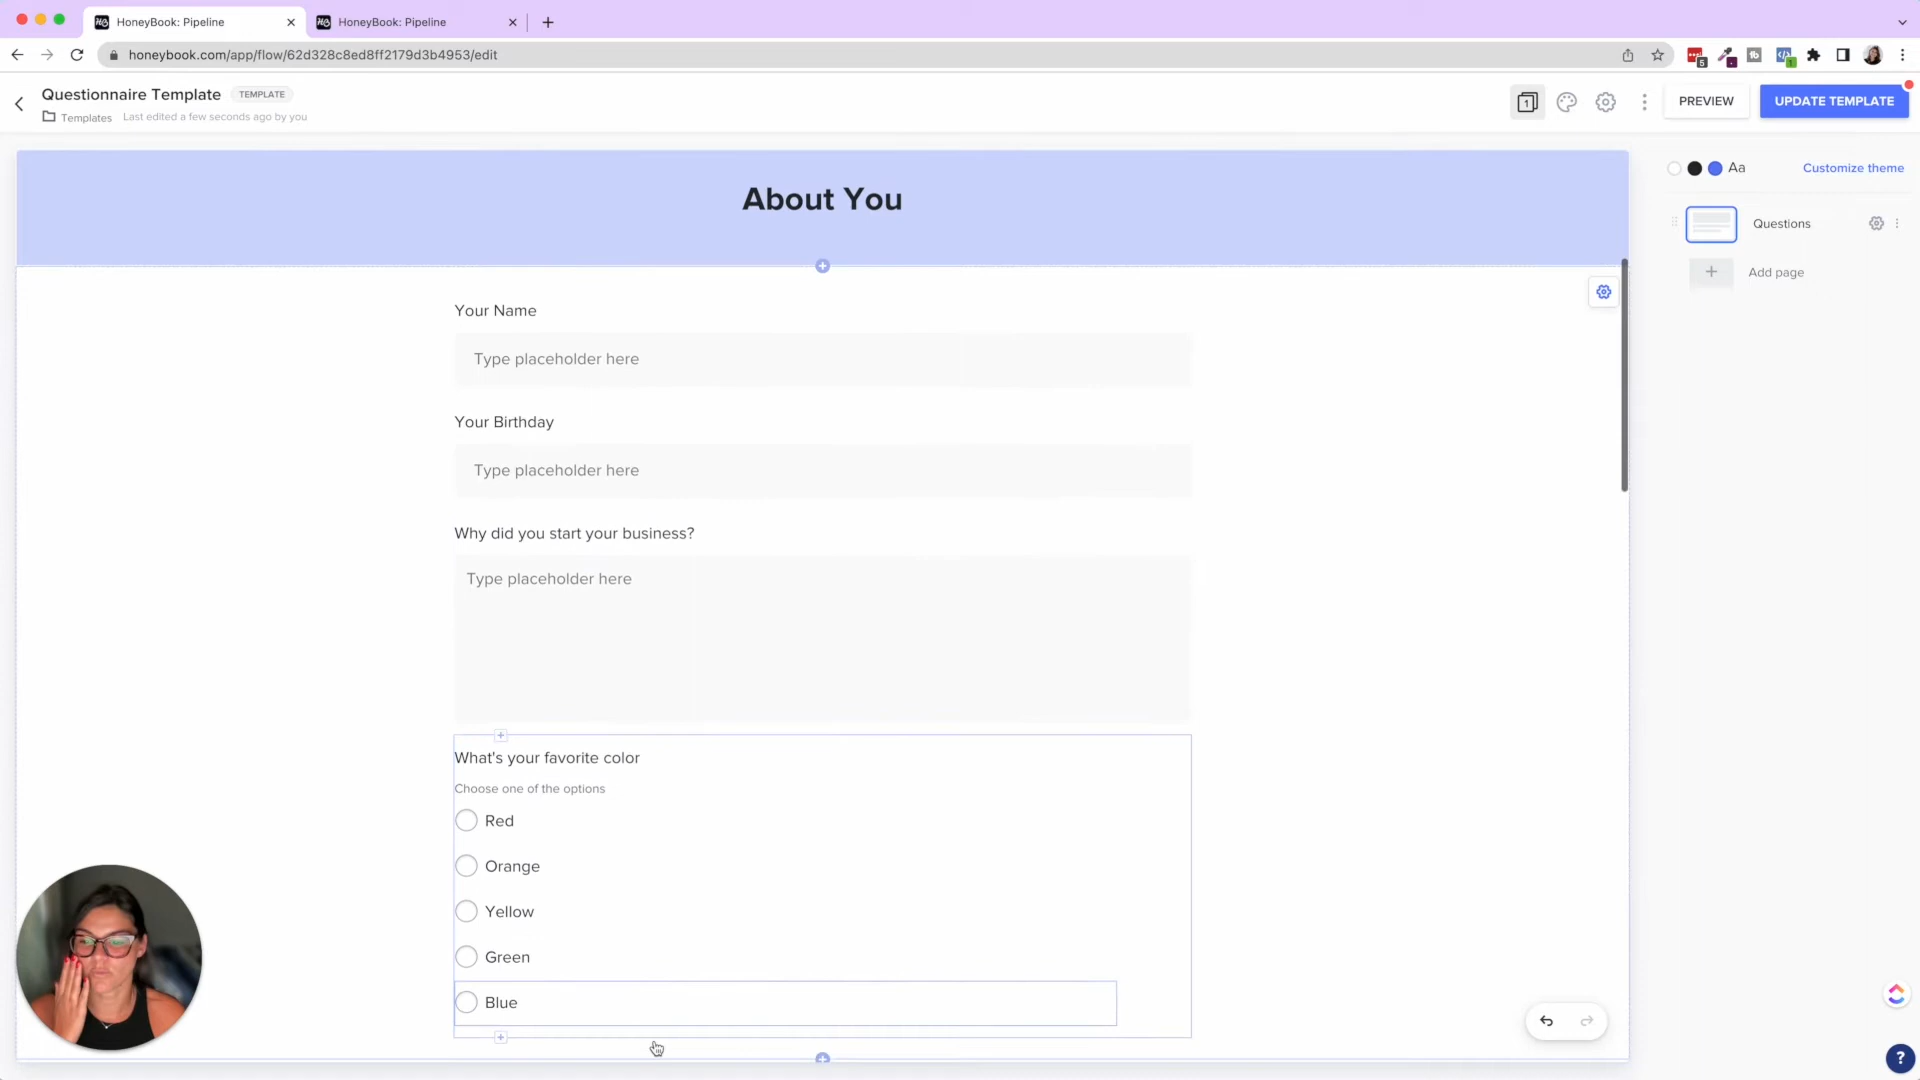 HoneyBook: Pipeline
HoneyBook: Pipeline
honeybook.com/app/flow/62d328c8ed8ff2179d3b4953/edit
Questionnaire Template
TEMPLATE
Templates
Last edited a few seconds ago by you
1
PREVIEW
UPDATE TEMPLATE
About You
Aa
Customize theme
Questions
Add page
Your Name
Type placeholder here
Your Birthday
Type placeholder here
Why did you start your business?
Type placeholder here
What's your favorite color
Choose one of the options
Red
Orange
Yellow
Green
Blue
?